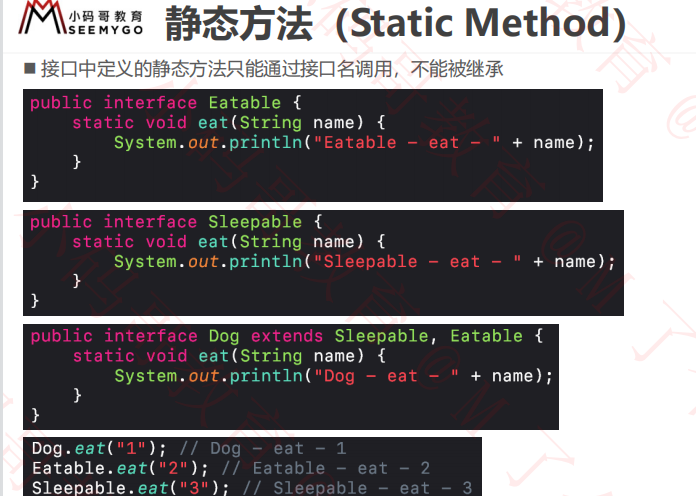 小码哥教育
SEEMYGO
静态方法（Static Method）
■ 接口中定义的静态方法只能通过接口名调用，不能被继承
public interface Eatable {
    static void eat(String name) {
        System.out.println("Eatable - eat - " + name);
    }
}
public interface Sleepable {
    static void eat(String name) {
        System.out.println("Sleepable - eat - " + name);
    }
}
public interface Dog extends Sleepable, Eatable {
    static void eat(String name) {
        System.out.println("Dog - eat - " + name);
    }
}
Dog.eat("1"); // Dog - eat - 1
Eatable.eat("2"); // Eatable - eat - 2
Sleepable.eat("3"); // Sleepable - eat - 3